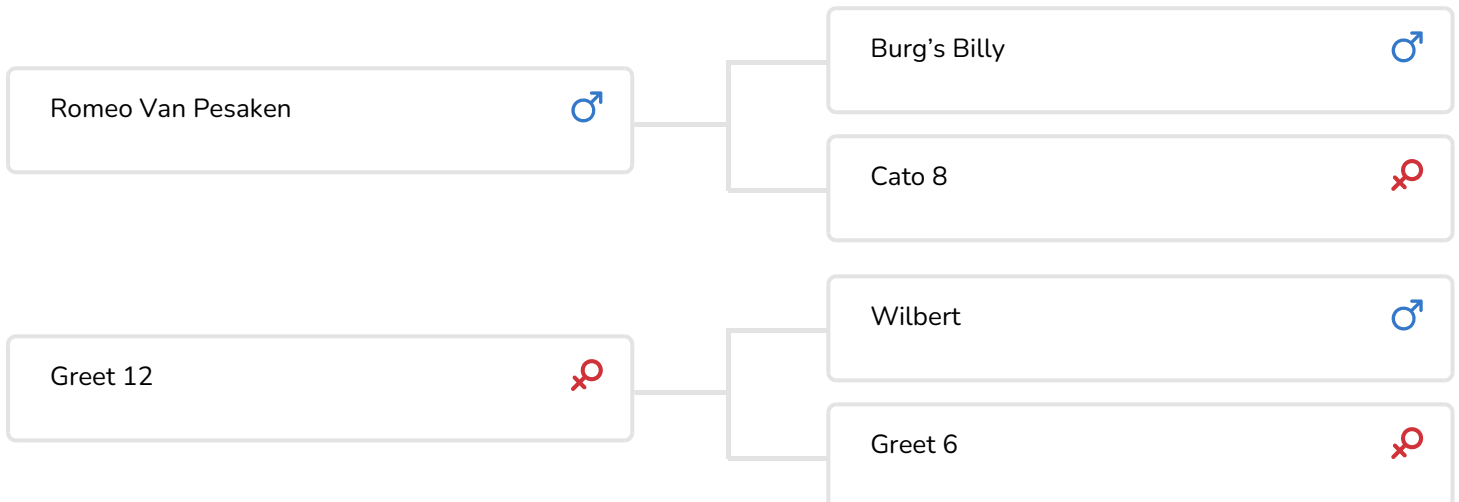 Burg’s Billy
Romeo Van Pesaken
Cato 8
Wilbert
Greet 12
Greet 6